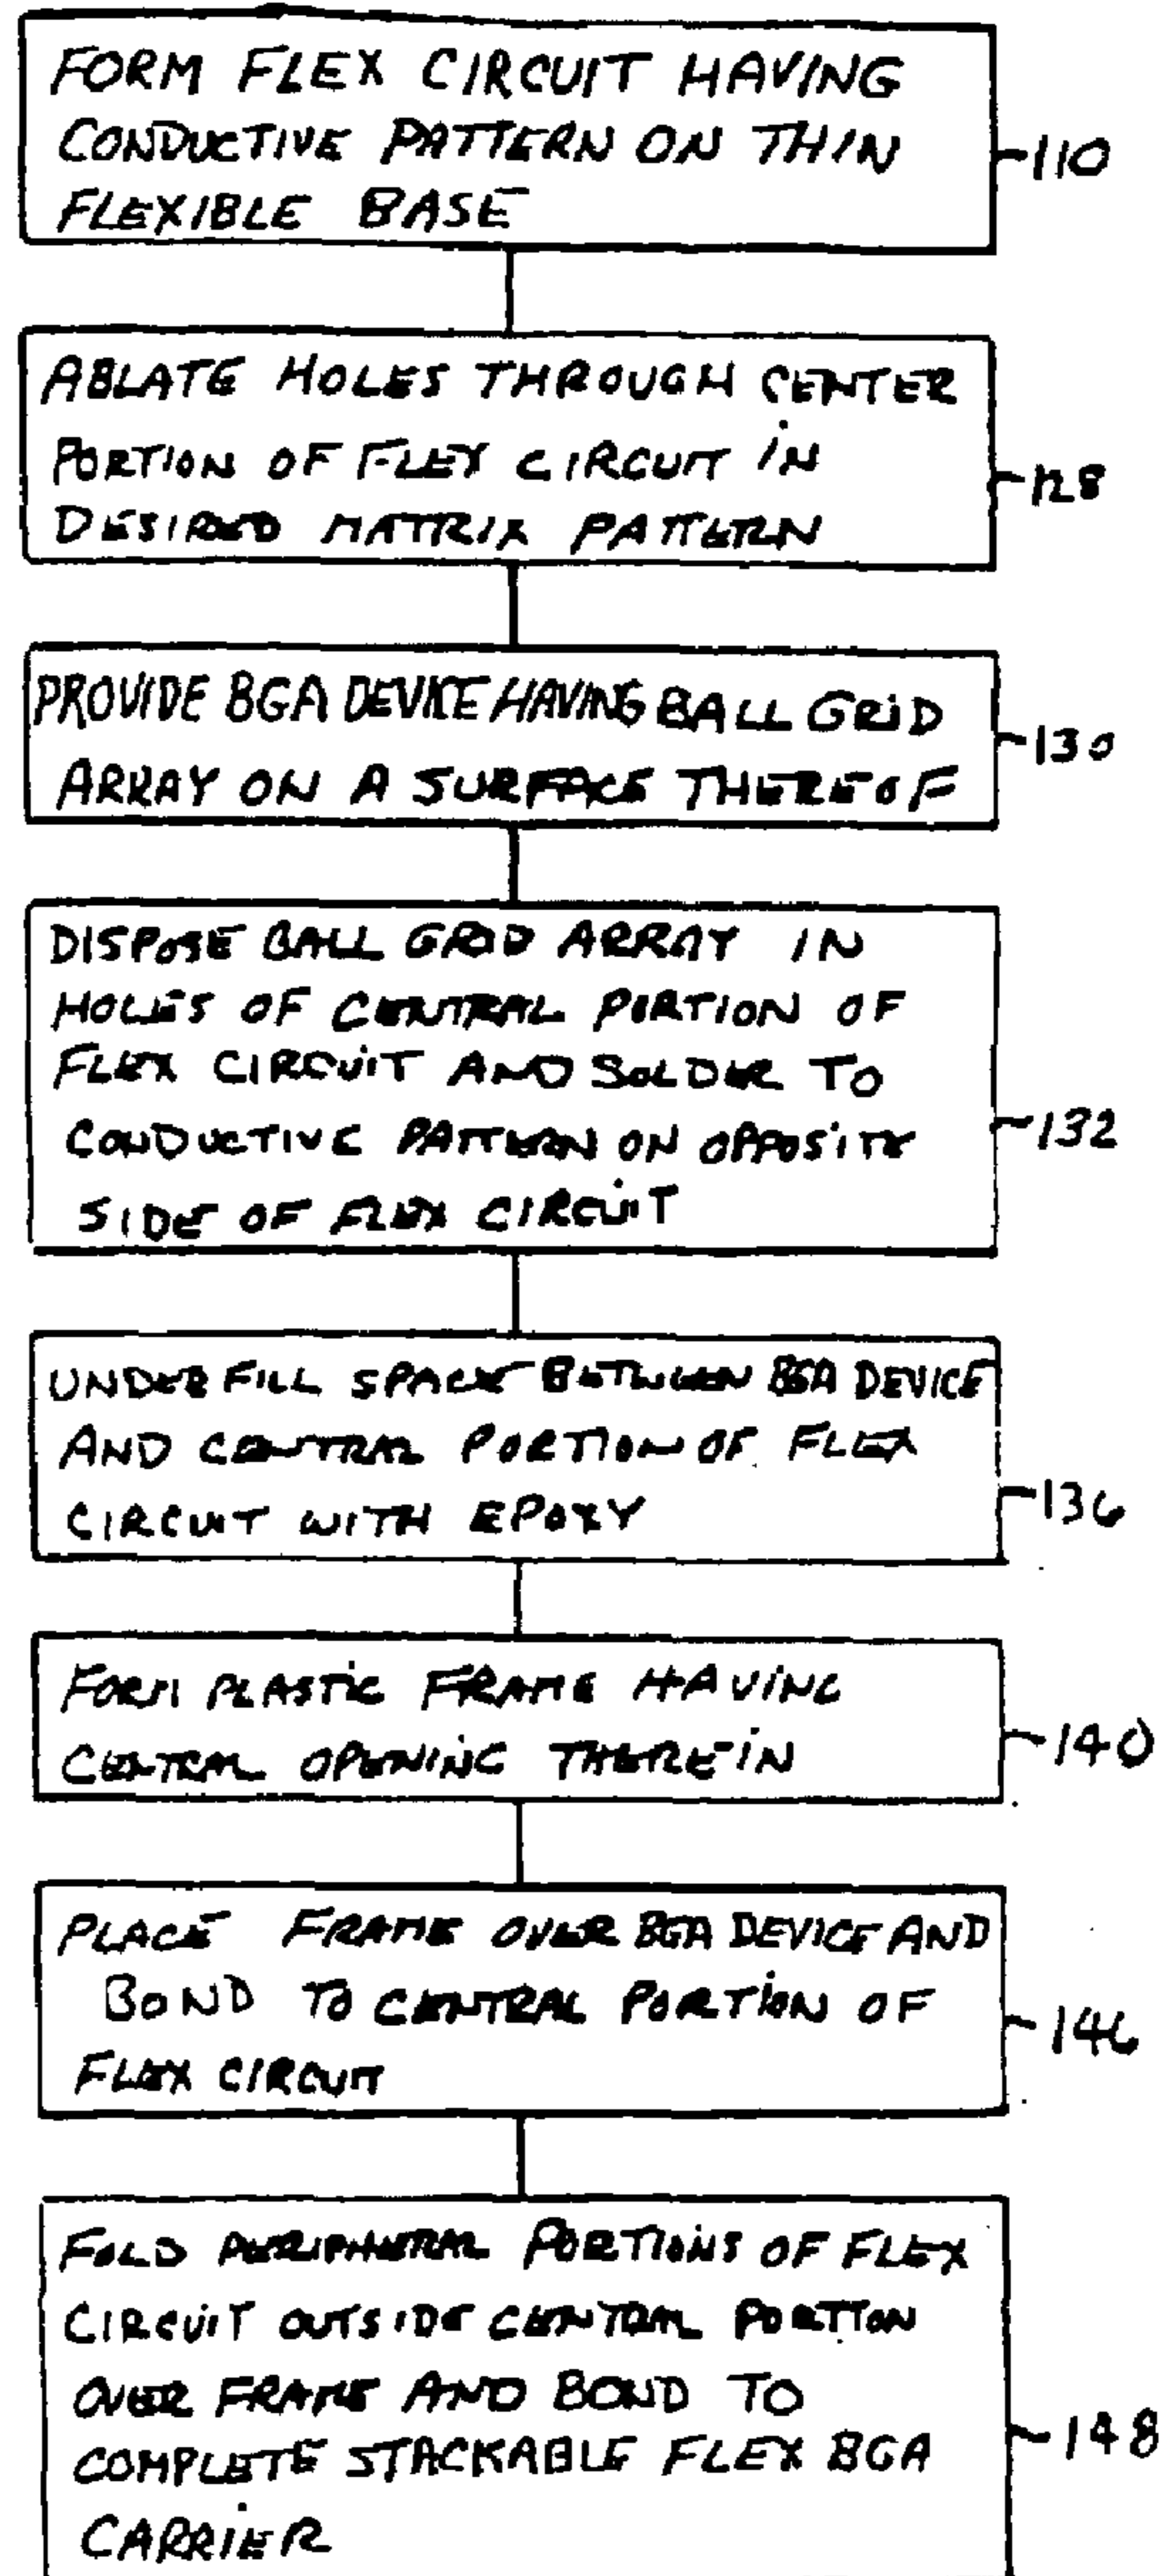 FORM FLEX CIRCUIT HAVING
CONDUCTIVE PATTERN ON THIN
FLEXIBLE BASE
110
ABLATE HOLES THROUGH CENTER
PORTION OF FLEX CIRCUIT IN
DESIRED MATRIX PATTERN
128
PROVIDE BGA DEVICE HAVING BALL GRID
ARRAY ON A SURFACE THEREOF
130
DISPOSE BALL GRID ARRAY IN
HOLES OF CENTRAL PORTION OF
FLEX CIRCUIT AND SOLDER TO
CONDUCTIVE PATTERN ON OPPOSITE
SIDE OF FLEX CIRCUIT
132
UNDERFILL SPACE BETWEEN BGA DEVICE
AND CENTRAL PORTION OF FLEX
CIRCUIT WITH EPOXY
136
FORM PLASTIC FRAME HAVING
CENTRAL OPENING THEREIN
140
PLACE FRAME OVER BGA DEVICE AND
BOND TO CENTRAL PORTION OF
FLEX CIRCUIT
146
FOLD PERIPHERAL PORTIONS OF FLEX
CIRCUIT OUTSIDE CENTRAL PORTION
OVER FRAME AND BOND TO
COMPLETE STACKABLE FLEX BGA
CARRIER
148